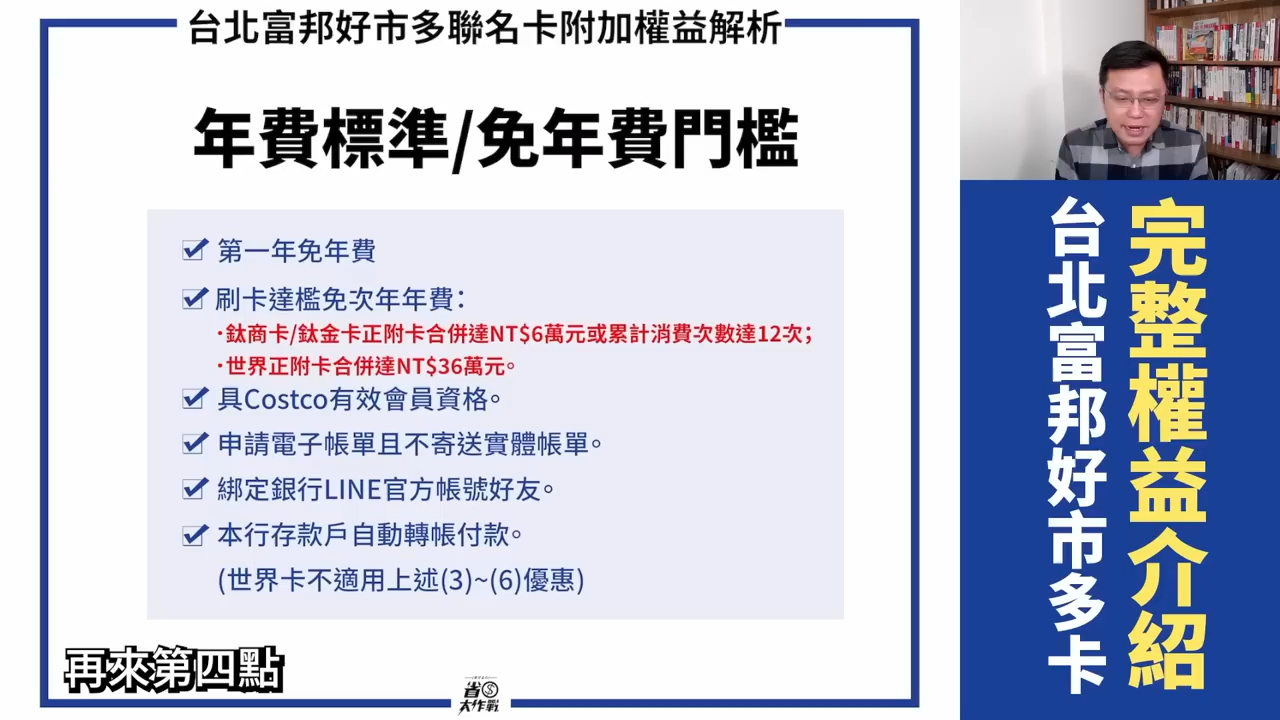 台北富邦好市多聯名卡附加權益解析
年費標準/免年費門檻
第一年免年費
刷卡達檻免次年年費：
·鈦商卡/鈦金卡正附卡合併達NT$6萬元或累計消費次數達12次；
·世界正附卡合併達NT$36萬元。
具Costco有效會員資格。
申請電子帳單且不寄送實體帳單。
綁定銀行LINE官方帳號好友。
本行存款戶自動轉帳付款。
(世界卡不適用上述(3)~(6)優惠)
再來第四點
省$
大作戰
完整權益介紹
台北富邦好市多卡